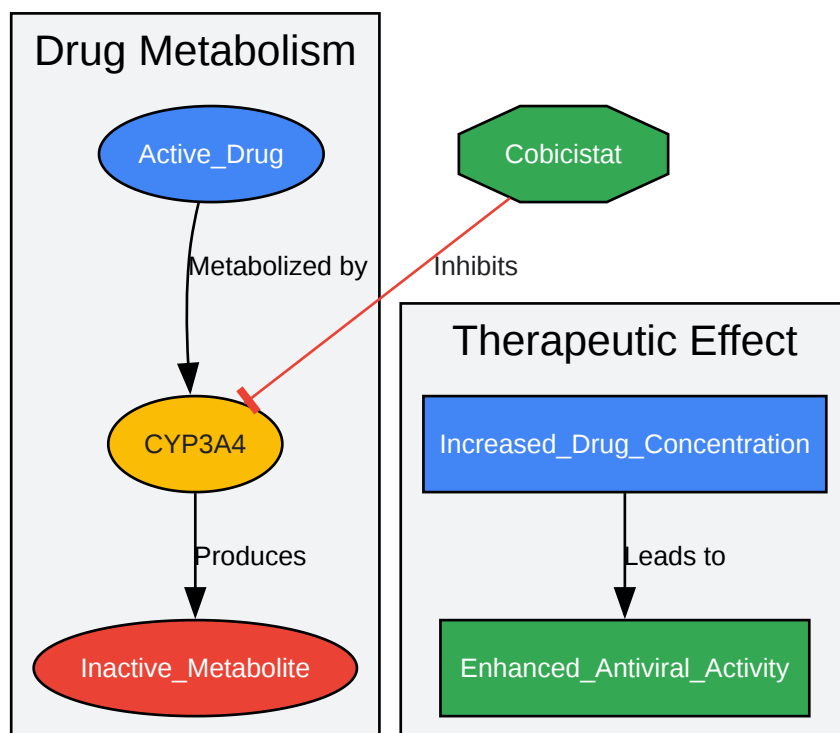 Drug Metabolism
Active_Drug
Cobicistat
Metabolized by
Inhibits
Therapeutic Effect
CYP3A4
Increased_Drug_Concentration
Produces
Leads to
Inactive_Metabolite
Enhanced_Antiviral_Activity